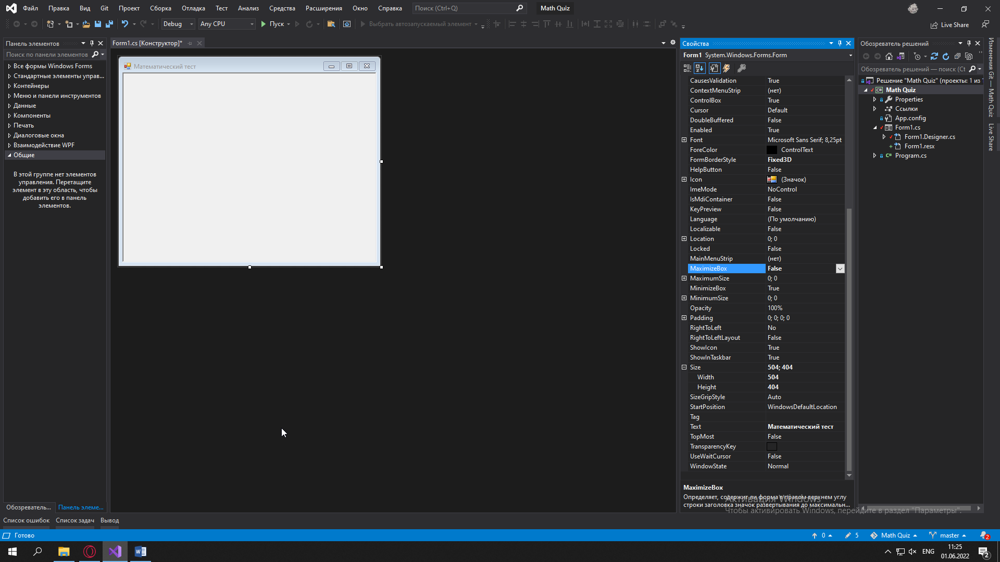 Файл Правка Вид Git Проект Сборка Отладка Тест Анализ Средства Расширения Окно Справка Поиск (Ctrl+Q) Math Quiz
Debug Any CPU Пуск Выбрать автозапускаемый элемент Live Share
Панель элементов
Поиск по панели элементов
Все формы Windows Forms
Стандартные элементы управ...
Контейнеры
Меню и панели инструментов
Данные
Компоненты
Печать
Диалоговые окна
Взаимодействие WPF
Общие
В этой группе нет элементов
управления. Перетащите
элемент в эту область, чтобы
добавить его в панель
элементов.
Обозреватель... Панель элеме...
Form1.cs [Конструктор]*
Математический тест
Свойства
Form1 System.Windows.Forms.Form
CausesValidation True
ContextMenuStrip (нет)
ControlBox True
Cursor Default
DoubleBuffered False
Enabled True
Font Microsoft Sans Serif; 8,25pt
ForeColor ControlText
FormBorderStyle Fixed3D
HelpButton False
Icon (Значок)
ImeMode NoControl
IsMdiContainer False
KeyPreview False
Language (По умолчанию)
Localizable False
Location 0; 0
Locked False
MainMenuStrip (нет)
MaximizeBox False
MaximumSize 0; 0
MinimizeBox True
MinimumSize 0; 0
Opacity 100%
Padding 0; 0; 0; 0
RightToLeft No
RightToLeftLayout False
ShowIcon True
ShowInTaskbar True
Size 504; 404
Width 504
Height 404
SizeGripStyle Auto
StartPosition WindowsDefaultLocation
Tag
Text Математический тест
TopMost False
TransparencyKey
UseWaitCursor False
WindowState Normal
MaximizeBox
Определяет, содержит ли форма в правом верхнем углу
строки заголовка значок развертывания до максимальн...
Обозреватель решений
Обозреватель решений — поиск (Ct
Решение "Math Quiz" (проекты: 1 из 1
Math Quiz
Properties
Ссылки
App.config
Form1.cs
Form1.Designer.cs
Form1.resx
Program.cs
Изменения Git — Math Quiz
Live Share
Активация Windows
Чтобы активировать Windows, перейдите в раздел "Параметры".
Список ошибок Список задач Вывод
Готово 0 5 Math Quiz master 2
ENG 11:25
01.06.2022 2